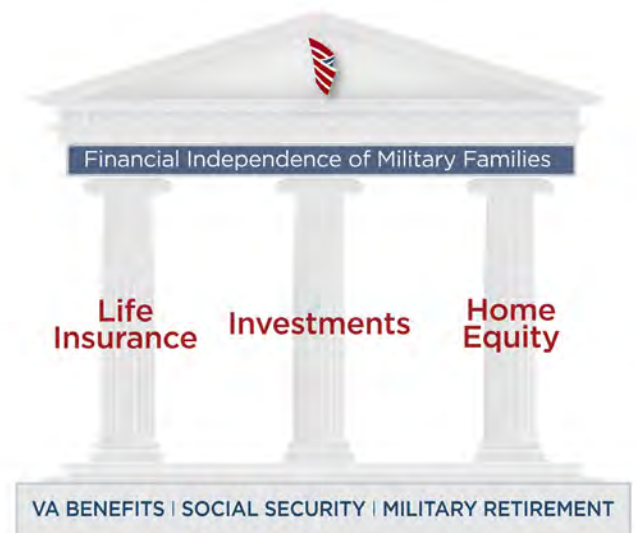 Financial Independence of Military Families
Life
Insurance
Investments
Home
Equity
VA BENEFITS | SOCIAL SECURITY | MILITARY RETIREMENT